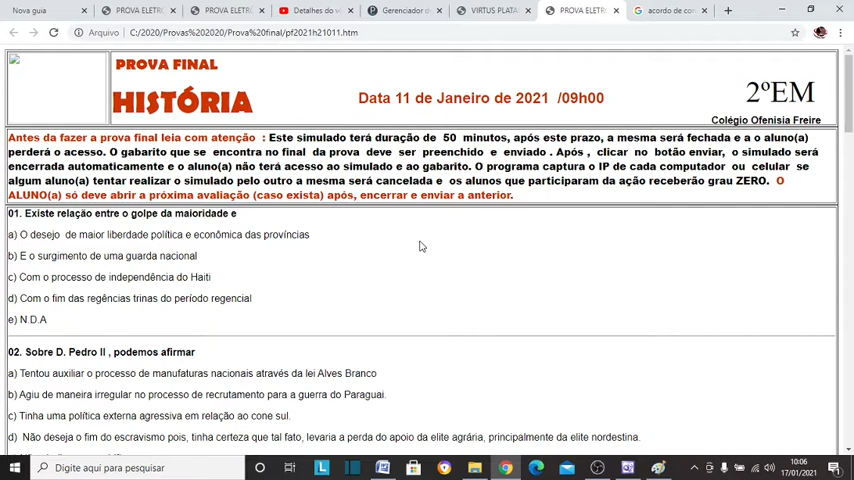 Nova guia
PROVA ELETRO
PROVA ELETR
Detalhes do v
Gerenciador d
VIRTUS PLATA
PROVA ELETR
acordo de co
Arquivo
C:/2020/Provas%202020/Prova%20final/pf2021h21011.htm
PROVA FINAL
HISTÓRIA
Data 11 de Janeiro de 2021 /09h00
2ºEM
Colégio Ofenisia Freire
Antes da fazer a prova final leia com atenção : Este simulado terá duração de 50 minutos, após este prazo, a mesma será fechada e a o aluno(a)
perderá o acesso. O gabarito que se encontra no final da prova deve ser preenchido e enviado . Após , clicar no botão enviar, o simulado será
encerrada automaticamente e o aluno(a) não terá acesso ao simulado e ao gabarito. O programa captura o IP de cada computador ou celular se
algum aluno(a) tentar realizar o simulado pelo outro a mesma será cancelada e os alunos que participaram da ação receberão grau ZERO. O
ALUNO(a) só deve abrir a próxima avaliação (caso exista) após, encerrar e enviar a anterior.
01. Existe relação entre o golpe da maioridade e
a) O desejo de maior liberdade política e econômica das províncias
b) E o surgimento de uma guarda nacional
c) Com o processo de independência do Haiti
d) Com o fim das regências trinas do período regencial
e) N.D.A
02. Sobre D. Pedro II , podemos afirmar
a) Tentou auxiliar o processo de manufaturas nacionais através da lei Alves Branco
b) Agiu de maneira irregular no processo de recrutamento para a guerra do Paraguai.
c) Tinha uma política externa agressiva em relação ao cone sul.
d) Não deseja o fim do escravismo pois, tinha certeza que tal fato, levaria a perda do apoio da elite agrária, principalmente da elite nordestina.
Digite aqui para pesquisar
10:06
17/01/2021